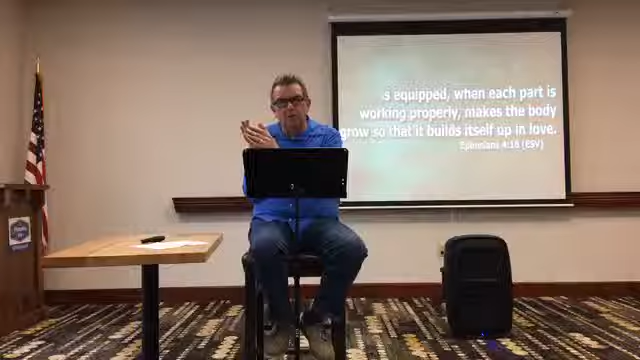 s equipped, when each part is
working properly, makes the body
grow so that it builds itself up in love.
Ephesians 4:16 (ESV)